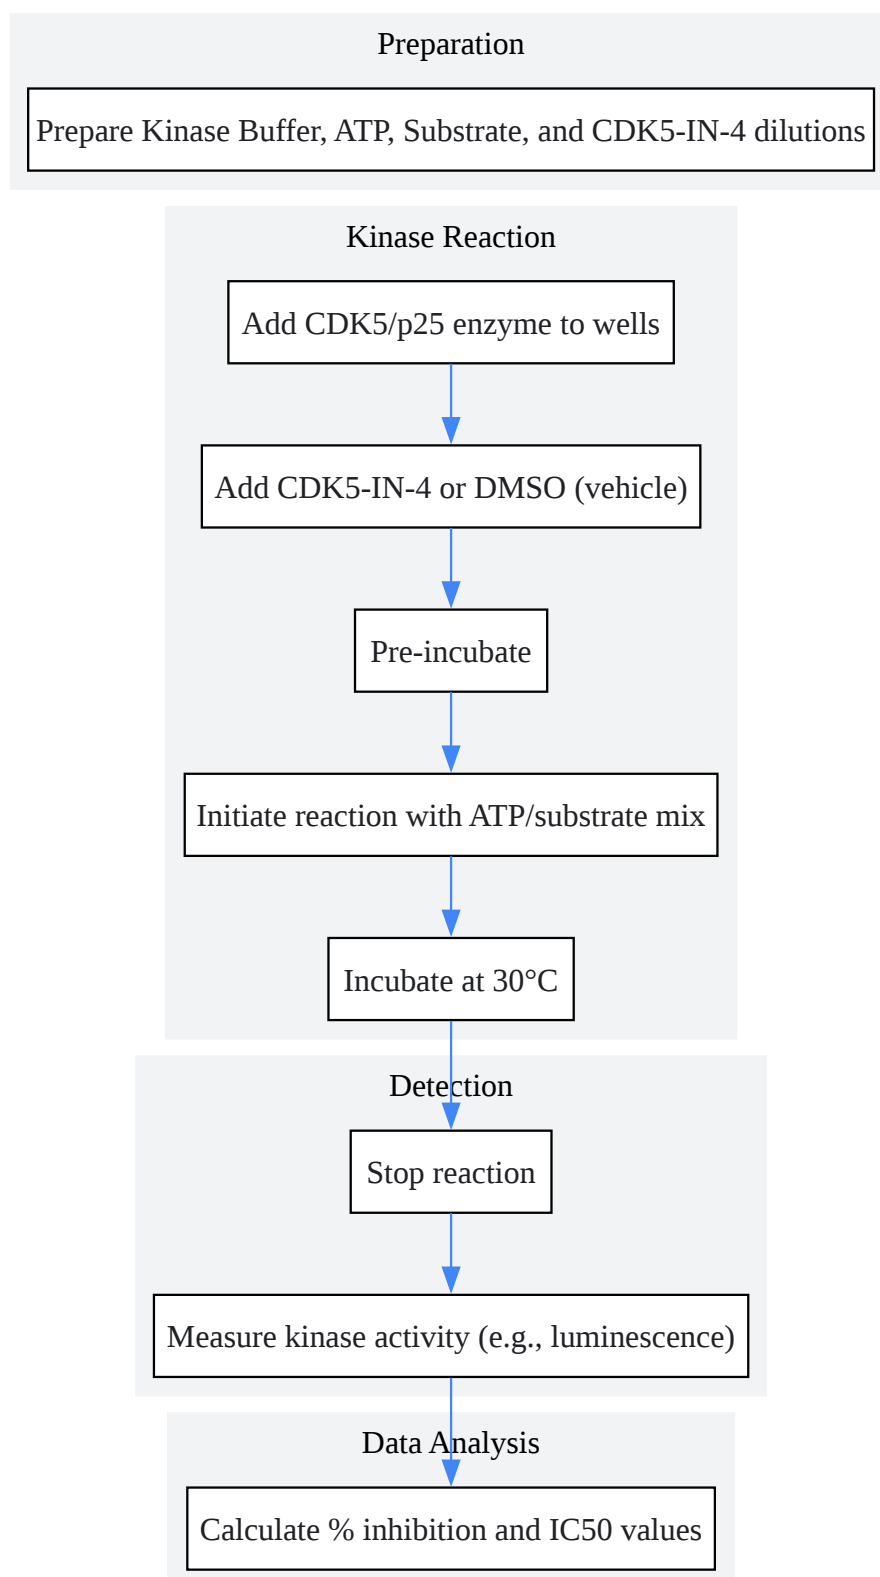 Preparation
Prepare Kinase Buffer, ATP, Substrate, and CDK5-IN-4 dilutions
Kinase Reaction
Add CDK5/p25 enzyme to wells
Add CDK5-IN-4 or DMSO (vehicle)
Pre-incubate
Initiate reaction with ATP/substrate mix
Incubate at 30°C
Detection
Stop reaction
Measure kinase activity (e.g., luminescence)
Data Analysis
Calculate % inhibition and IC50 values